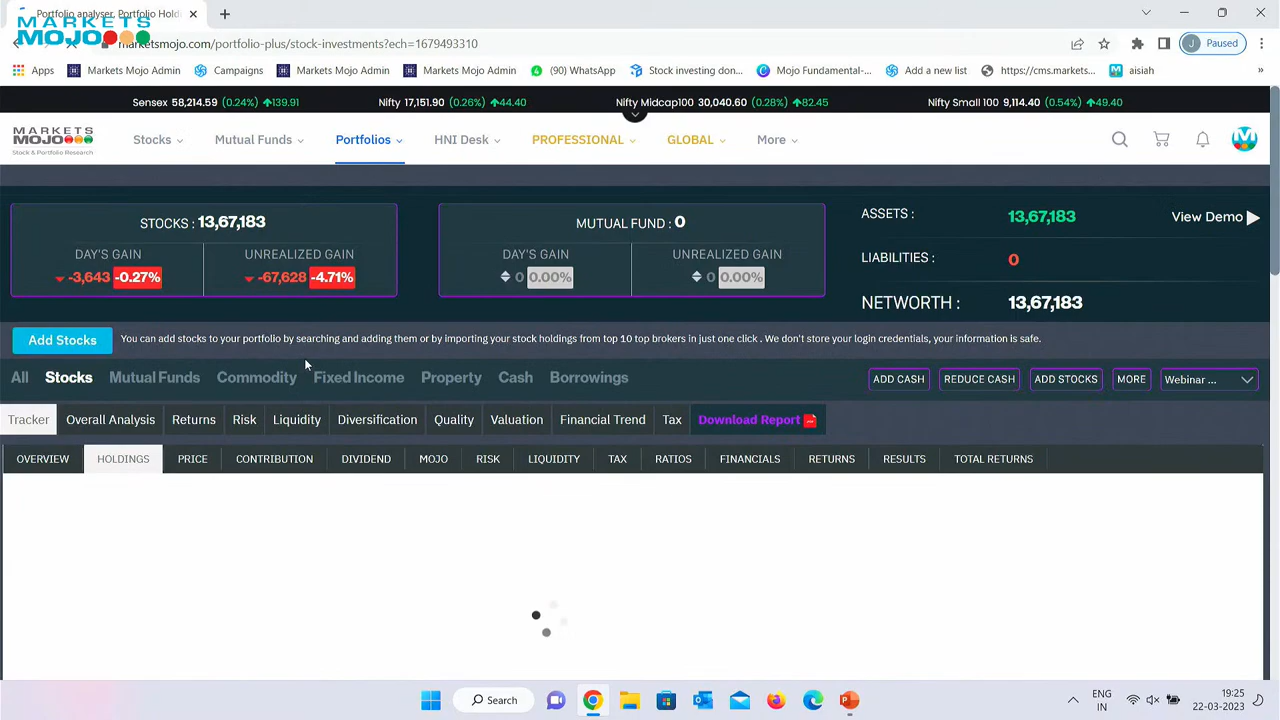 Portfolio analyser, Portfolio Hold
MARKETS
MOJO
marketsmojo.com/portfolio-plus/stock-investments?ech=1679493310
J Paused
Apps Markets Mojo Admin Campaigns Markets Mojo Admin Markets Mojo Admin (90) WhatsApp Stock investing don... Mojo Fundamental-... Add a new list https://cms.markets... aisiah »
Sensex 58,214.59 (0.24%) 139.91 Nifty 17,151.90 (0.26%) 44.40 Nifty Midcap100 30,040.60 (0.28%) 82.45 Nifty Small 100 9,114.40 (0.54%) 49.40
MARKETS
MOJO
Stock & Portfolio Research
Stocks Mutual Funds Portfolios HNI Desk PROFESSIONAL GLOBAL More
STOCKS : 13,67,183
DAY'S GAIN UNREALIZED GAIN
-3,643 -0.27% -67,628 -4.71%
MUTUAL FUND : 0
DAY'S GAIN UNREALIZED GAIN
0 0.00% 0 0.00%
ASSETS : 13,67,183 View Demo
LIABILITIES : 0
NETWORTH : 13,67,183
Add Stocks You can add stocks to your portfolio by searching and adding them or by importing your stock holdings from top 10 top brokers in just one click . We don't store your login credentials, your information is safe.
All Stocks Mutual Funds Commodity Fixed Income Property Cash Borrowings ADD CASH REDUCE CASH ADD STOCKS MORE Webinar ...
Tracker Overall Analysis Returns Risk Liquidity Diversification Quality Valuation Financial Trend Tax Download Report
OVERVIEW HOLDINGS PRICE CONTRIBUTION DIVIDEND MOJO RISK LIQUIDITY TAX RATIOS FINANCIALS RETURNS RESULTS TOTAL RETURNS
Search
ENG
IN
19:25
22-03-2023